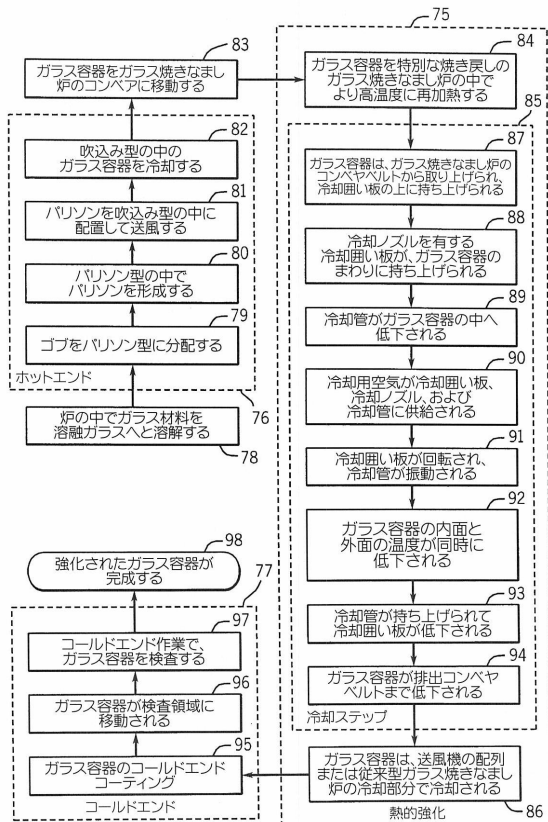 75
83
ガラス容器をガラス焼きなまし
炉のコンベアに移動する
84
ガラス容器を特別な焼き戻しの
ガラス焼きなまし炉の中で
より高温度に再加熱する
82
吹込み型の中の
ガラス容器を冷却する
81
パリソンを吹込み型の中に
配置して送風する
80
パリソン型の中で
パリソンを形成する
79
ゴブをパリソン型に分配する
ホットエンド
76
炉の中でガラス材料を
溶融ガラスへと溶解する
78
85
87
ガラス容器は、ガラス焼きなまし炉の
コンベヤベルトから取り上げられ、
冷却囲い板の上に持ち上げられる
88
冷却ノズルを有する
冷却囲い板が、ガラス容器の
まわりに持ち上げられる
89
冷却管がガラス容器の中へ
低下される
90
冷却用空気が冷却囲い板、
冷却ノズル、および
冷却管に供給される
91
冷却囲い板が回転され、
冷却管が振動される
92
ガラス容器の内面と
外面の温度が同時に
低下される
93
冷却管が持ち上げられて
冷却囲い板が低下される
94
ガラス容器が排出コンベヤ
ベルトまで低下される
冷却ステップ
ガラス容器は、送風機の配列
または従来型ガラス焼きなまし
炉の冷却部分で冷却される
熱的強化
86
98
強化されたガラス容器が
完成する
77
97
コールドエンド作業で、
ガラス容器を検査する
96
ガラス容器が検査領域に
移動される
95
ガラス容器のコールドエンド
コーティング
コールドエンド